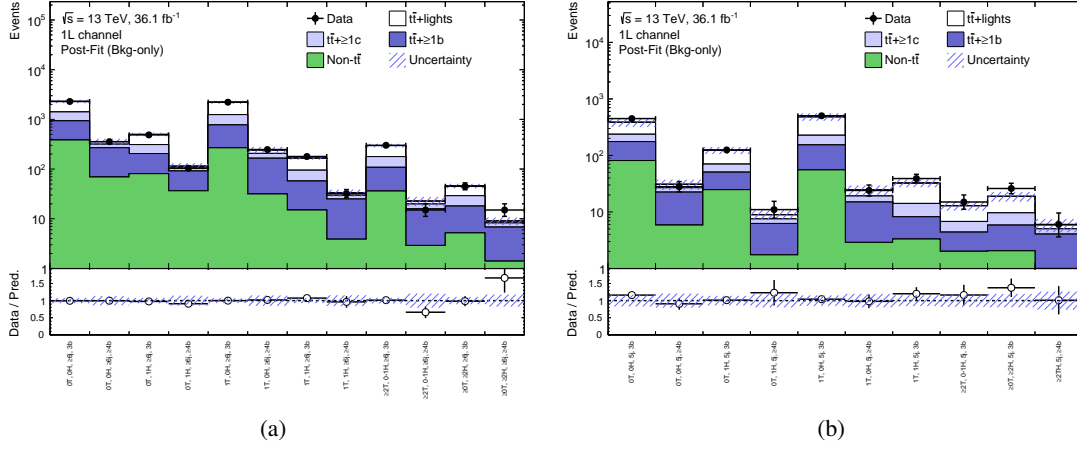 √s = 13 TeV, 36.1 fb⁻¹
1L channel
Post-Fit (Bkg-only)
Data
tt̄+lights
tt̄+≥1c
tt̄+≥1b
Non-tt̄
Uncertainty
Events
10⁵
10⁴
10³
10²
10
1
Data / Pred.
1.5
1
0.5
0
0T, 0H, ≥6j, 3b
0T, 0H, ≥6j, ≥4b
0T, 1H, ≥6j, 3b
0T, 1H, ≥6j, ≥4b
1T, 0H, ≥6j, 3b
1T, 0H, ≥6j, ≥4b
1T, 1H, ≥6j, 3b
1T, 1H, ≥6j, ≥4b
≥2T, 0-1H, ≥6j, 3b
≥2T, 0-1H, ≥6j, ≥4b
≥0T, ≥2H, ≥6j, 3b
≥0T, ≥2H, ≥6j, ≥4b
(a)
√s = 13 TeV, 36.1 fb⁻¹
1L channel
Post-Fit (Bkg-only)
Data
tt̄+lights
tt̄+≥1c
tt̄+≥1b
Non-tt̄
Uncertainty
Events
10⁴
10³
10²
10
1
Data / Pred.
1.5
1
0.5
0
0T, 0H, 5j, 3b
0T, 0H, 5j, ≥4b
0T, 1H, 5j, 3b
0T, 1H, 5j, ≥4b
1T, 0H, 5j, 3b
1T, 0H, 5j, ≥4b
1T, 1H, 5j, 3b
≥2T, 0-1H, 5j, 3b
≥0T, ≥2H, 5j, 3b
≥2TH, 5j, ≥4b
(b)